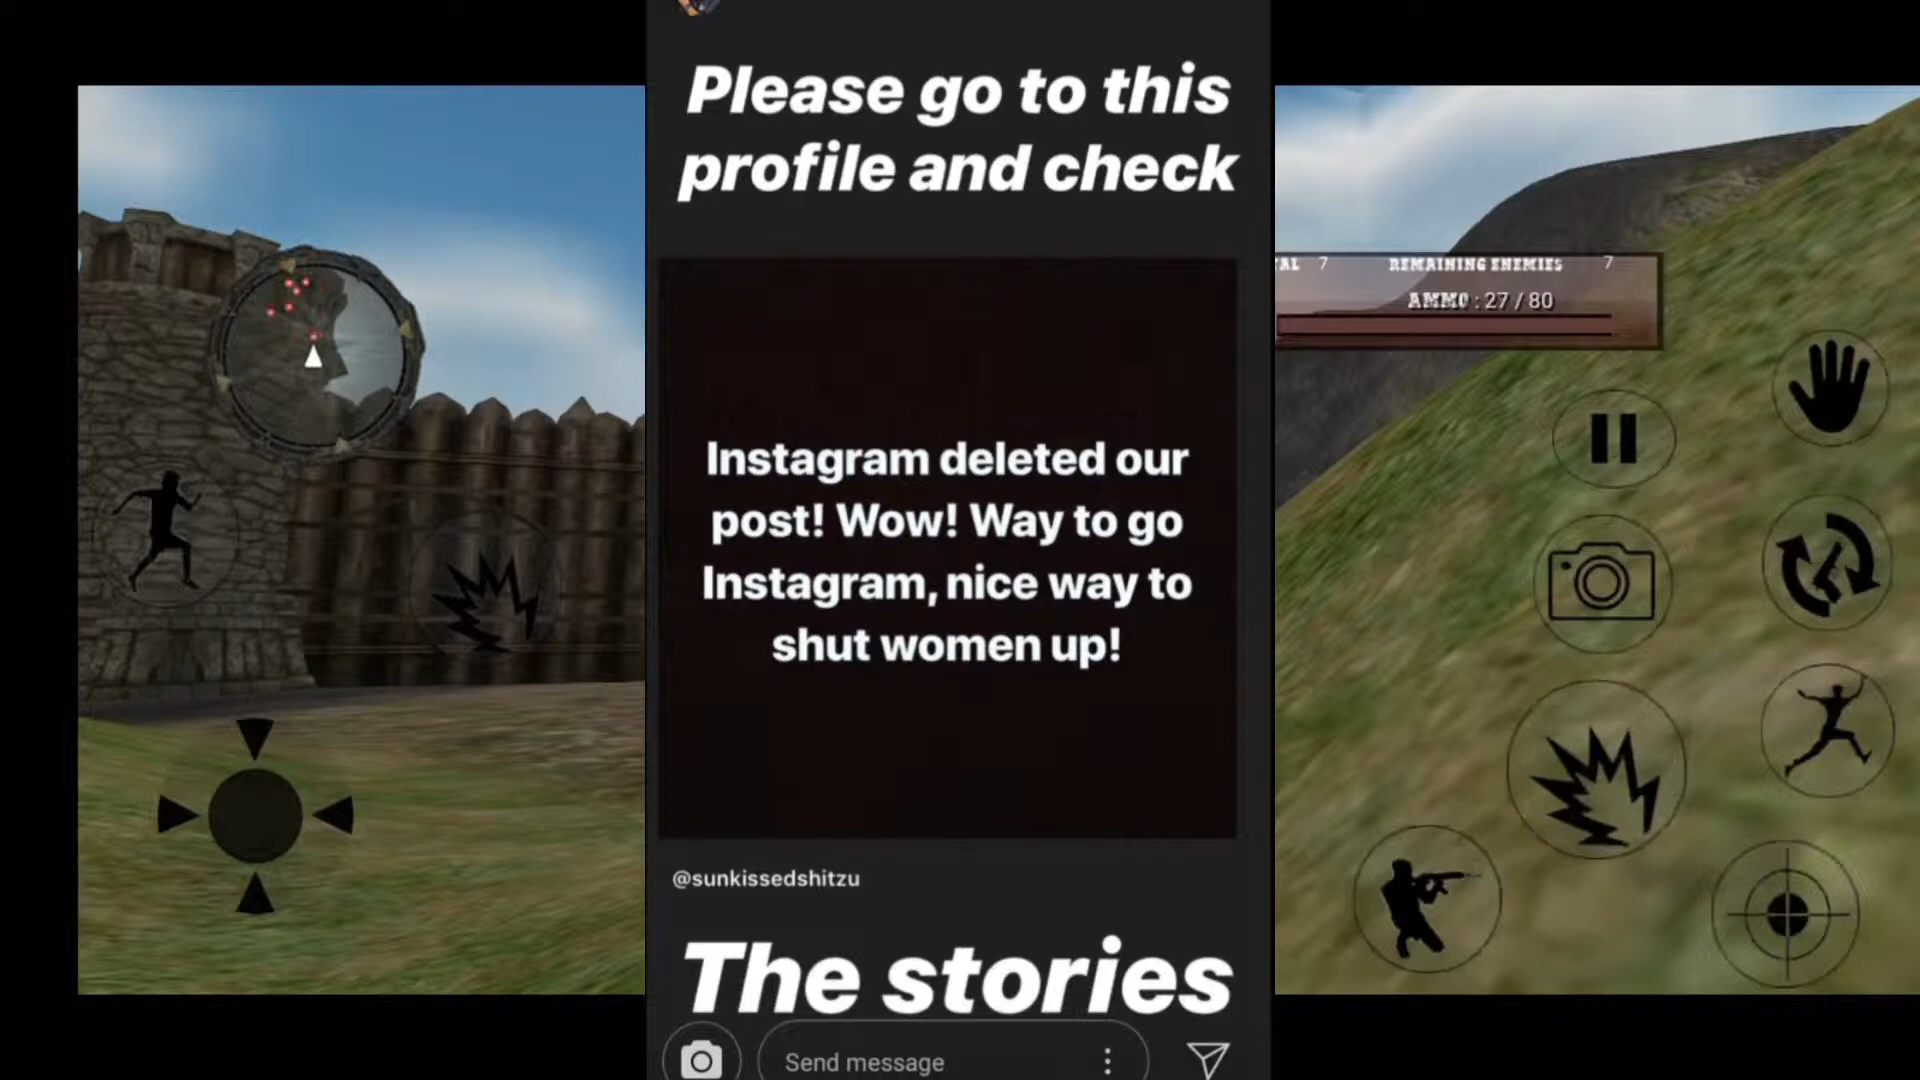 Please go to this
profile and check
Instagram deleted our
post! Wow! Way to go
Instagram, nice way to
shut women up!
@sunkissedshitzu
The stories
Send message
7
REMAINING ENEMIES 7
AMMO : 27 / 80